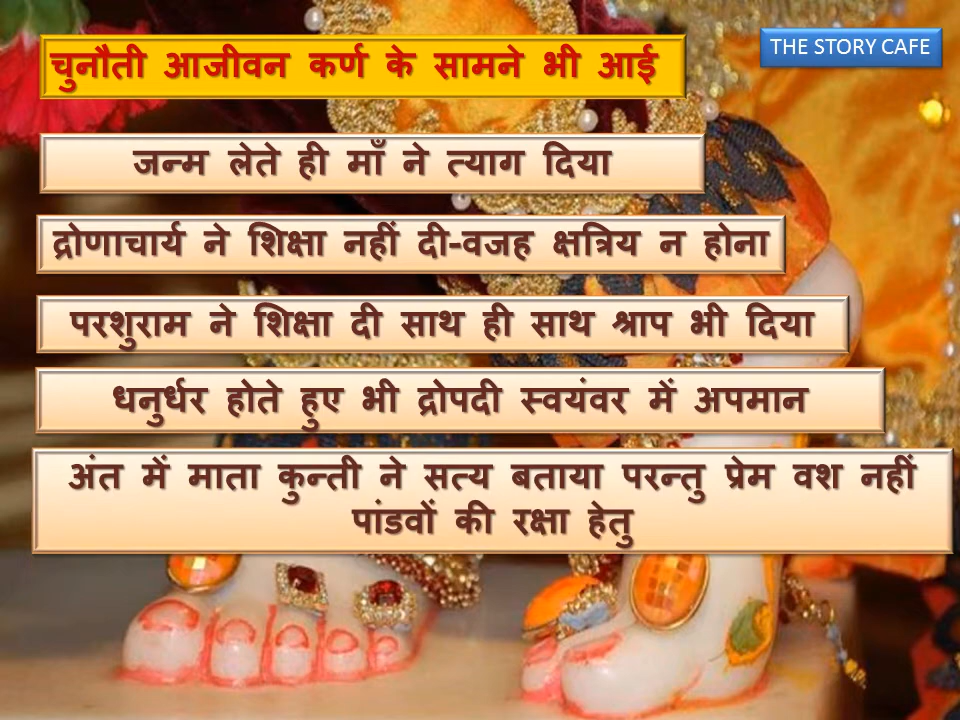 THE STORY CAFE
चुनौती आजीवन कर्ण के सामने भी आई
जन्म लेते ही माँ ने त्याग दिया
द्रोणाचार्य ने शिक्षा नहीं दी-वजह क्षत्रिय न होना
परशुराम ने शिक्षा दी साथ ही साथ श्राप भी दिया
धनुर्धर होते हुए भी द्रोपदी स्वयंवर में अपमान
अंत में माता कुन्ती ने सत्य बताया परन्तु प्रेम वश नहीं
पांडवों की रक्षा हेतु